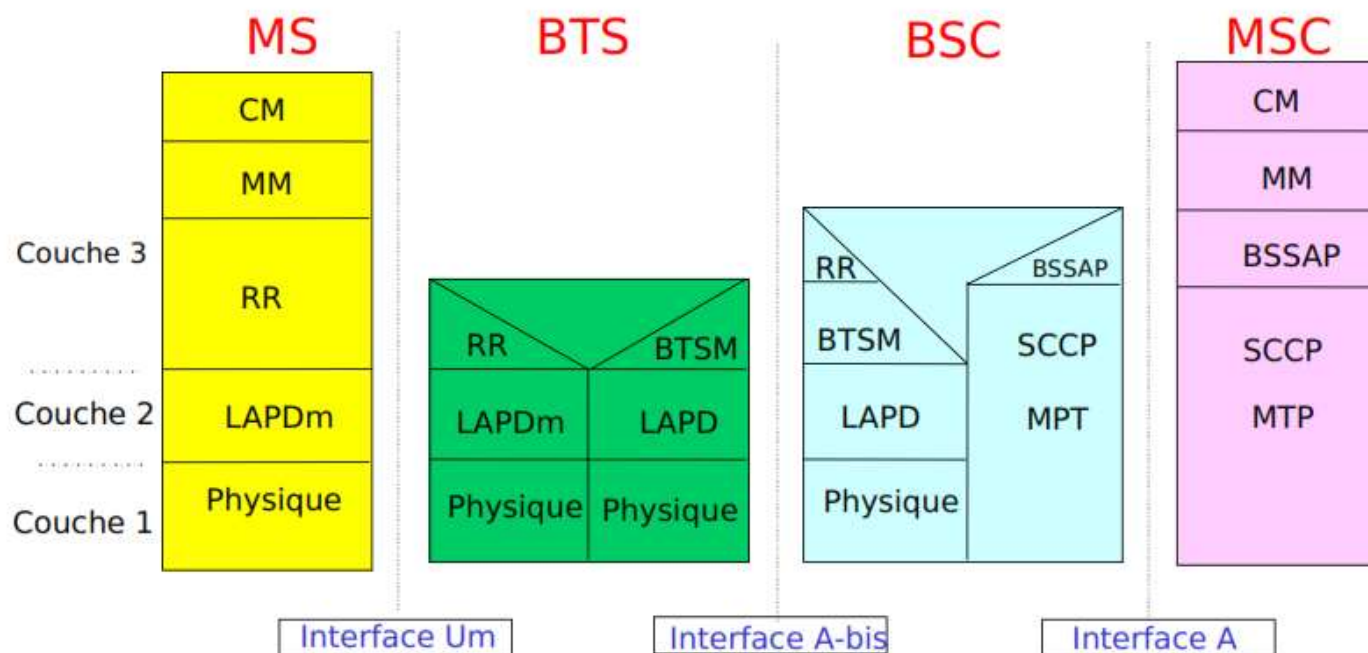 MS
BTS
BSC
MSC
CM
CM
MM
MM
Couche 3
RR
RR
BTSM
RR
BTSM
BSSAP
BSSAP
SCCP
SCCP
Couche 2
LAPDm
LAPDm
LAPD
LAPD
MPT
MTP
Couche 1
Physique
Physique
Physique
Physique
Interface Um
Interface A-bis
Interface A